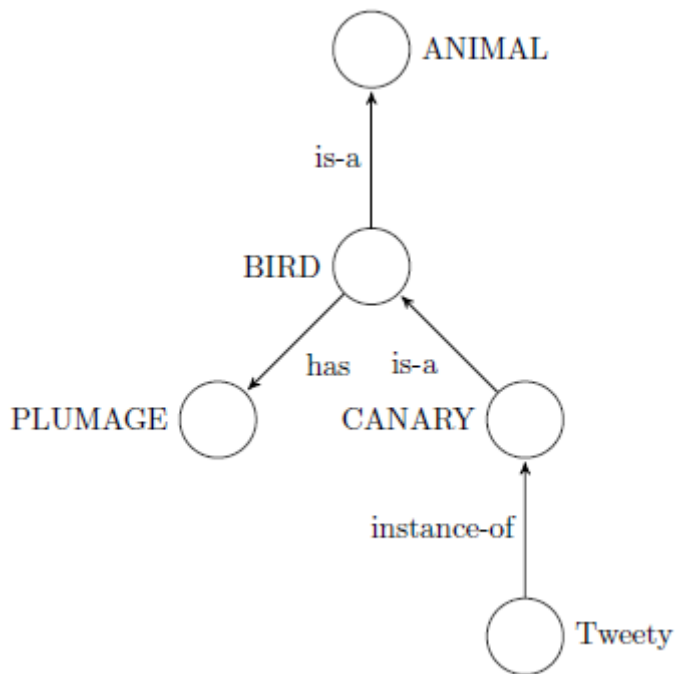 ANIMAL
is-a
BIRD
has
is-a
PLUMAGE
CANARY
instance-of
Tweety